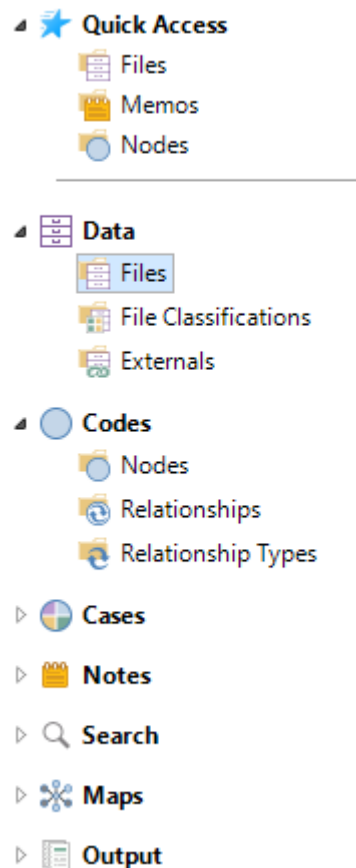 Quick Access
Files
Memos
Nodes
Data
Files
File Classifications
Externals
Codes
Nodes
Relationships
Relationship Types
Cases
Notes
Search
Maps
Output